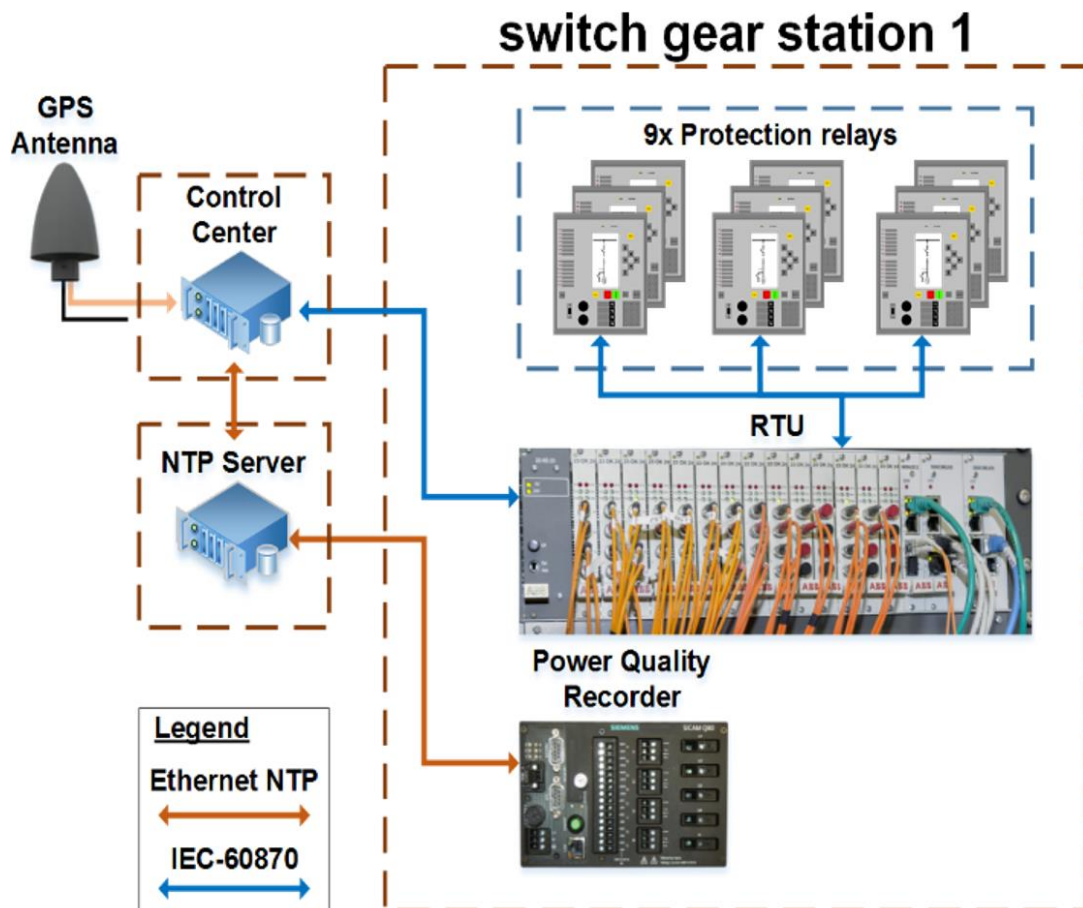 switch gear station 1
GPS
Antenna
Control
Center
9x Protection relays
RTU
NTP Server
ABB
Power Quality
Recorder
SIEMENS
SICAM Q80
Legend
Ethernet NTP
IEC-60870